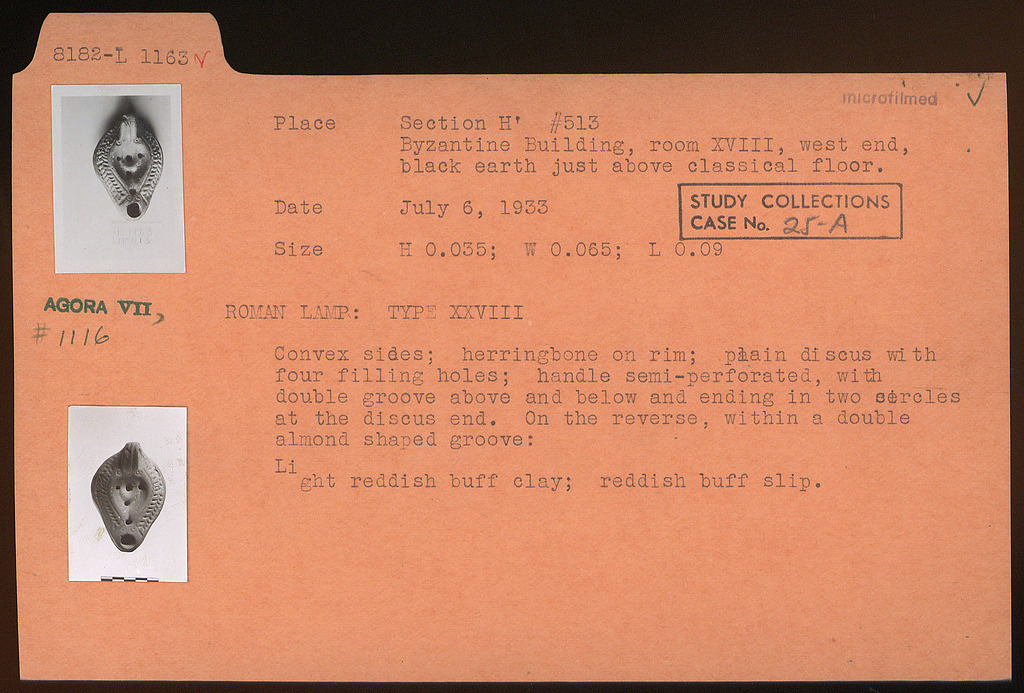 8182-L 1163 ✓
microfilmed ✓
Place Section H' #513
Byzantine Building, room XVIII, west end,
black earth just above classical floor.
Date July 6, 1933
STUDY COLLECTIONS
CASE No. 25-A
Size H 0.035; W 0.065; L 0.09
AGORA VII,
# 1116
ROMAN LAMP: TYPE XXVIII
Convex sides; herringbone on rim; plain discus with
four filling holes; handle semi-perforated, with
double groove above and below and ending in two circles
at the discus end. On the reverse, within a double
almond shaped groove:
Li
ght reddish buff clay; reddish buff slip.